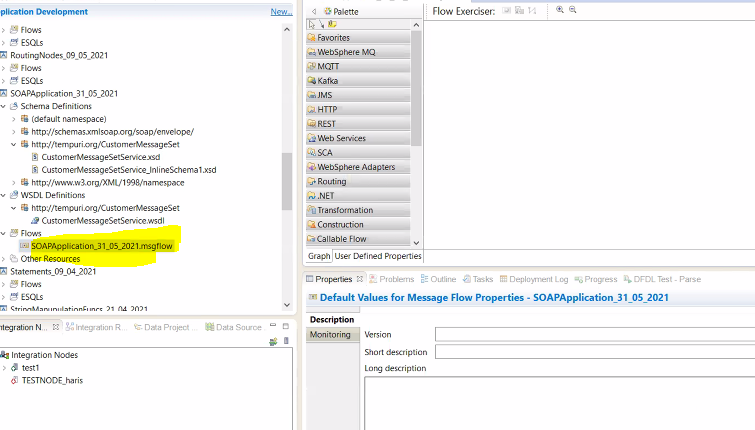 pplication Development
New...
Flows
ESQLs
RoutingNodes_09_05_2021
Flows
ESQLs
SOAPApplication_31_05_2021
Schema Definitions
(default namespace)
http://schemas.xmlsoap.org/soap/envelope/
http://tempuri.org/CustomerMessageSet
CustomerMessageSetService.xsd
CustomerMessageSetService_InlineSchema1.xsd
http://www.w3.org/XML/1998/namespace
WSDL Definitions
http://tempuri.org/CustomerMessageSet
CustomerMessageSetService.wsdl
Flows
SOAPApplication_31_05_2021.msgflow
Other Resources
Statements_09_04_2021
Flows
ESQLs
StringManupulationFuncs_21_04_2021
ntegration N...
Integration R...
Data Project ...
Data Source
Integration Nodes
test1
TESTNODE_haris
Palette
Favorites
WebSphere MQ
MQTT
Kafka
JMS
HTTP
REST
Web Services
SCA
WebSphere Adapters
Routing
.NET
Transformation
Construction
Callable Flow
Graph
User Defined Properties
Flow Exerciser:
Properties
Problems
Outline
Tasks
Deployment Log
Progress
DFDL Test - Parse
Default Values for Message Flow Properties - SOAPApplication_31_05_2021
Description
Monitoring
Version
Short description
Long description